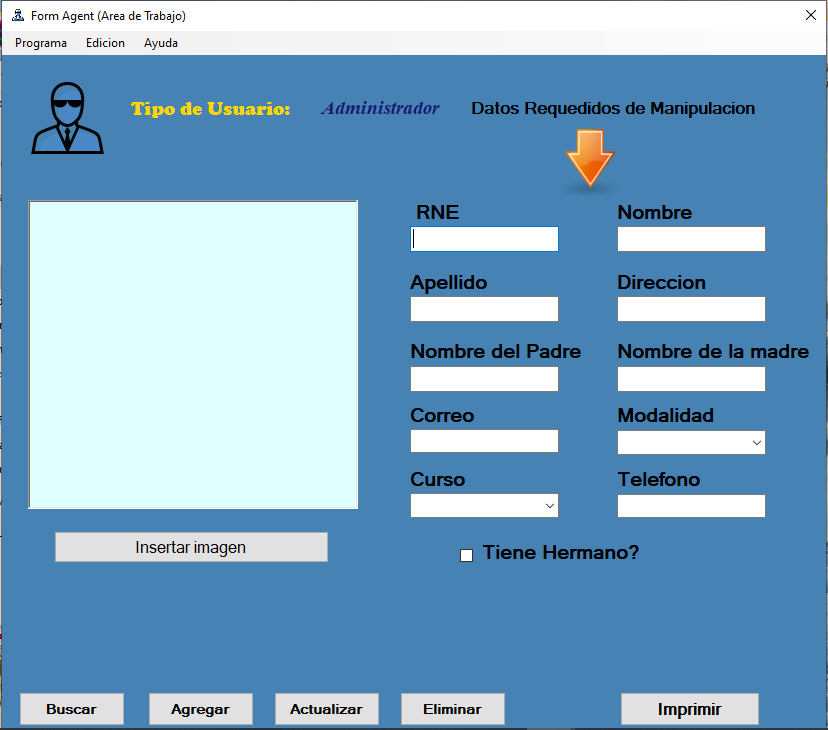 Form Agent (Area de Trabajo)
Programa Edicion Ayuda
Tipo de Usuario: Administrador Datos Requedidos de Manipulacion
RNE Nombre
Apellido Direccion
Nombre del Padre Nombre de la madre
Correo Modalidad
Curso Telefono
Insertar imagen
Tiene Hermano?
Buscar Agregar Actualizar Eliminar Imprimir